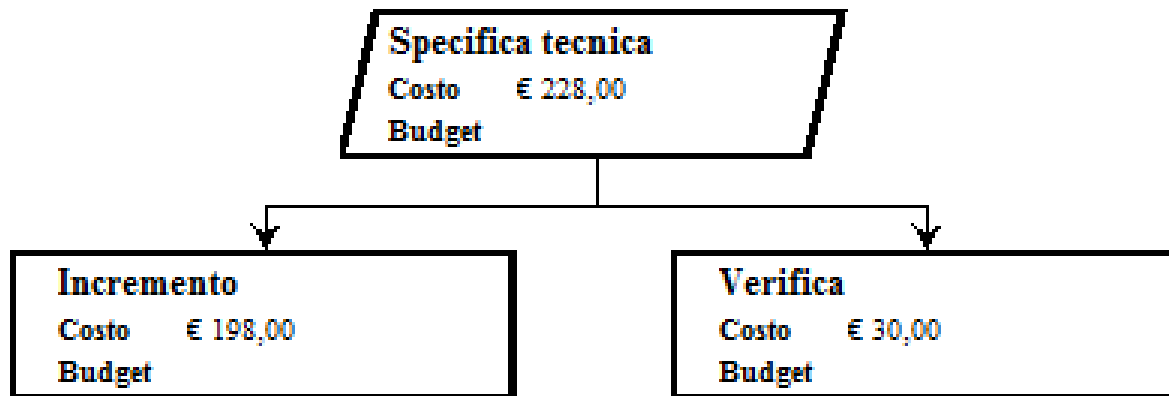 Specifica tecnica
Costo € 228,00
Budget
Incremento
Costo € 198,00
Budget
Verifica
Costo € 30,00
Budget